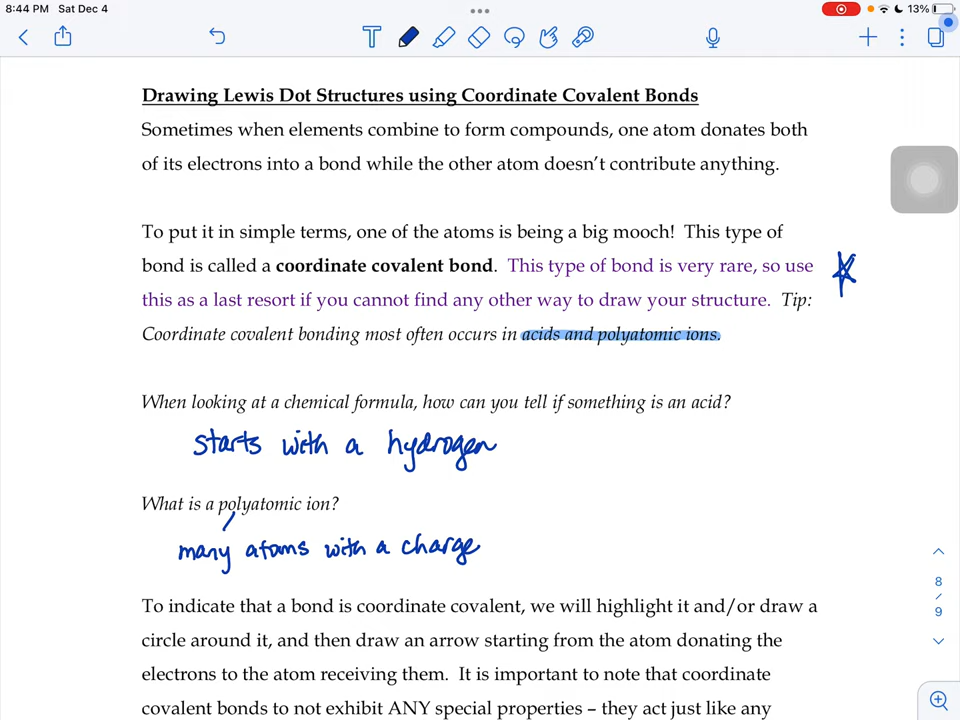 8:44 PM Sat Dec 4
13%
Drawing Lewis Dot Structures using Coordinate Covalent Bonds
Sometimes when elements combine to form compounds, one atom donates both
of its electrons into a bond while the other atom doesn’t contribute anything.
To put it in simple terms, one of the atoms is being a big mooch! This type of
bond is called a coordinate covalent bond. This type of bond is very rare, so use
this as a last resort if you cannot find any other way to draw your structure. Tip:
Coordinate covalent bonding most often occurs in acids and polyatomic ions.
When looking at a chemical formula, how can you tell if something is an acid?
starts with a hydrogen
What is a polyatomic ion?
many atoms with a charge
To indicate that a bond is coordinate covalent, we will highlight it and/or draw a
circle around it, and then draw an arrow starting from the atom donating the
electrons to the atom receiving them. It is important to note that coordinate
covalent bonds to not exhibit ANY special properties – they act just like any
8
/
9